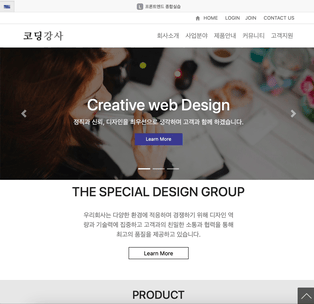 프론트엔드 종합실습
HOME LOGIN JOIN CONTACT US
코딩강사
회사소개 사업분야 제품안내 커뮤니티 고객지원
Creative web Design
정직과 신뢰, 디자인을 최우선으로 생각하며 고객과 함께 하겠습니다.
Learn More
THE SPECIAL DESIGN GROUP
우리회사는 다양한 환경에 적응하며 경쟁하기 위해 디자인 역
량과 기술력에 집중하고 고객과의 친밀한 소통과 협력을 통해
최고의 품질을 제공하고 있습니다.
Learn More
PRODUCT